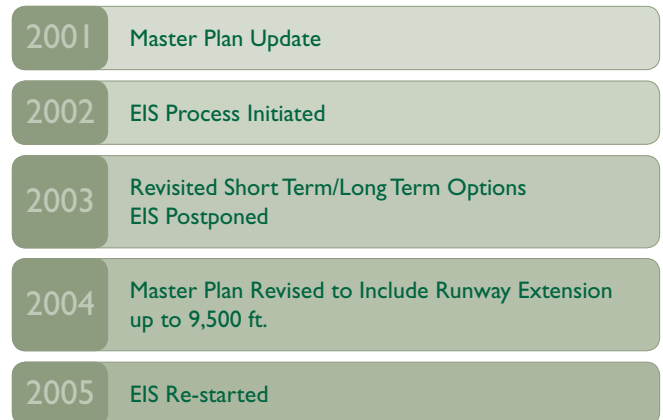 2001
Master Plan Update
2002
EIS Process Initiated
2003
Revisited Short Term/Long Term Options
EIS Postponed
2004
Master Plan Revised to Include Runway Extension
up to 9,500 ft.
2005
EIS Re-started